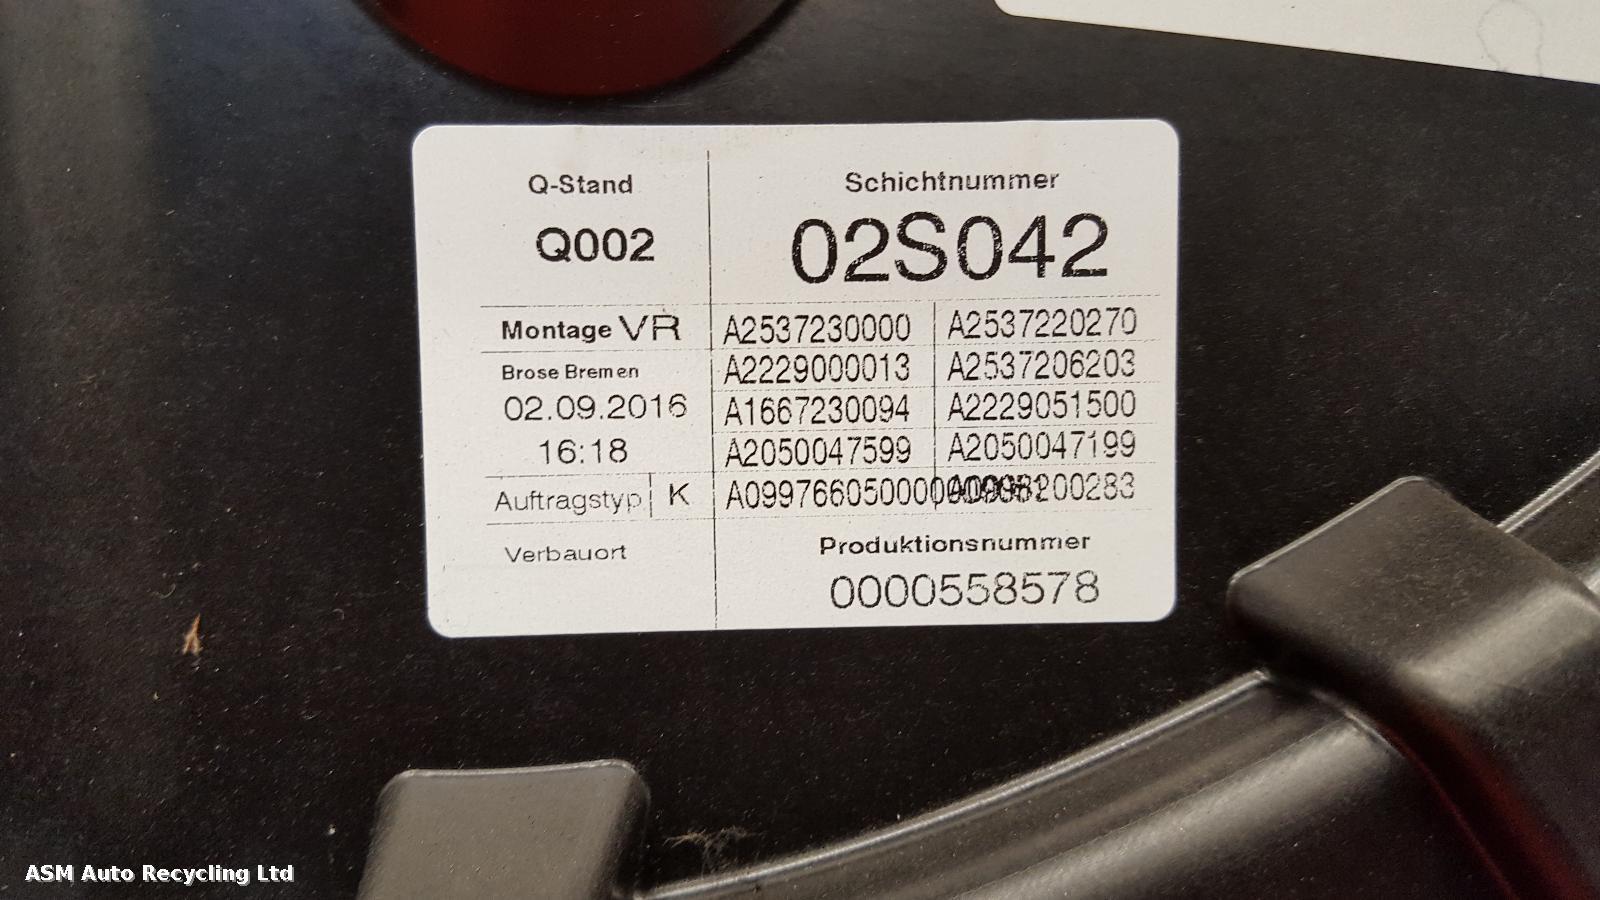 Q-Stand Schichtnummer
Q002 02S042
Montage VR A2537230000 A2537220270
Brose Bremen A2229000013 A2537206203
02.09.2016 A1667230094 A2229051500
16:18 A2050047599 A2050047199
Auftragstyp K
Verbauort Produktionsnummer
0000558578
ASM Auto Recycling Ltd